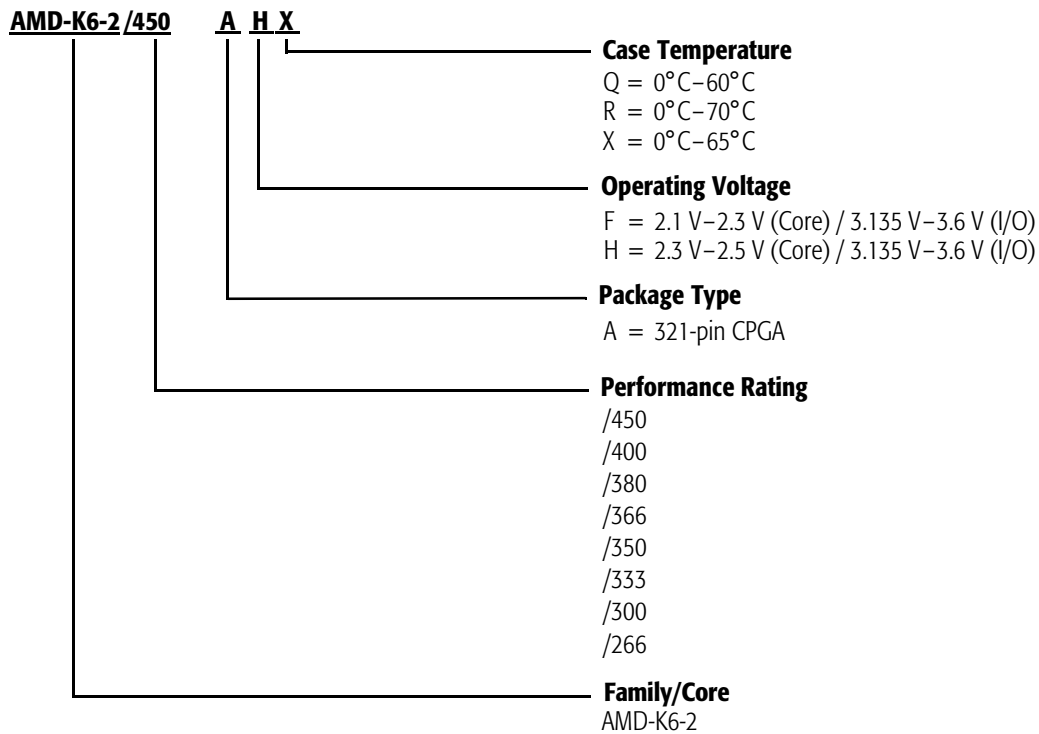 AMD-K6-2 /450 A H X
Case Temperature
Q = 0°C–60°C
R = 0°C–70°C
X = 0°C–65°C
Operating Voltage
F = 2.1 V–2.3 V (Core) / 3.135 V–3.6 V (I/O)
H = 2.3 V–2.5 V (Core) / 3.135 V–3.6 V (I/O)
Package Type
A = 321-pin CPGA
Performance Rating
/450
/400
/380
/366
/350
/333
/300
/266
Family/Core
AMD-K6-2